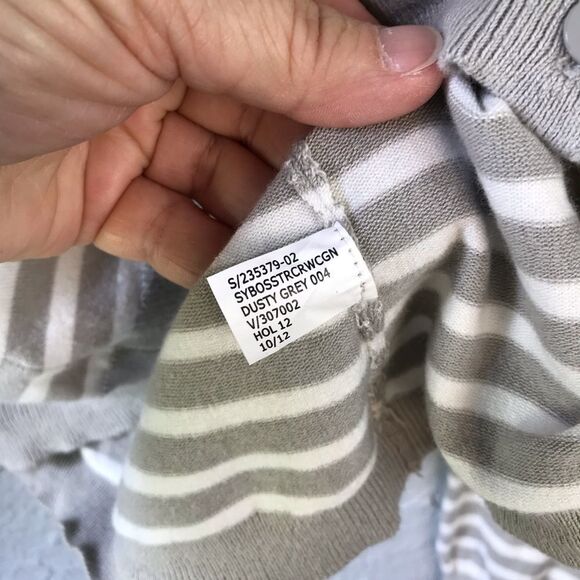 S/235379-02
SYBOSSTRCRWCGN
DUSTY GREY 004
V/307002
HOL 12
10/12